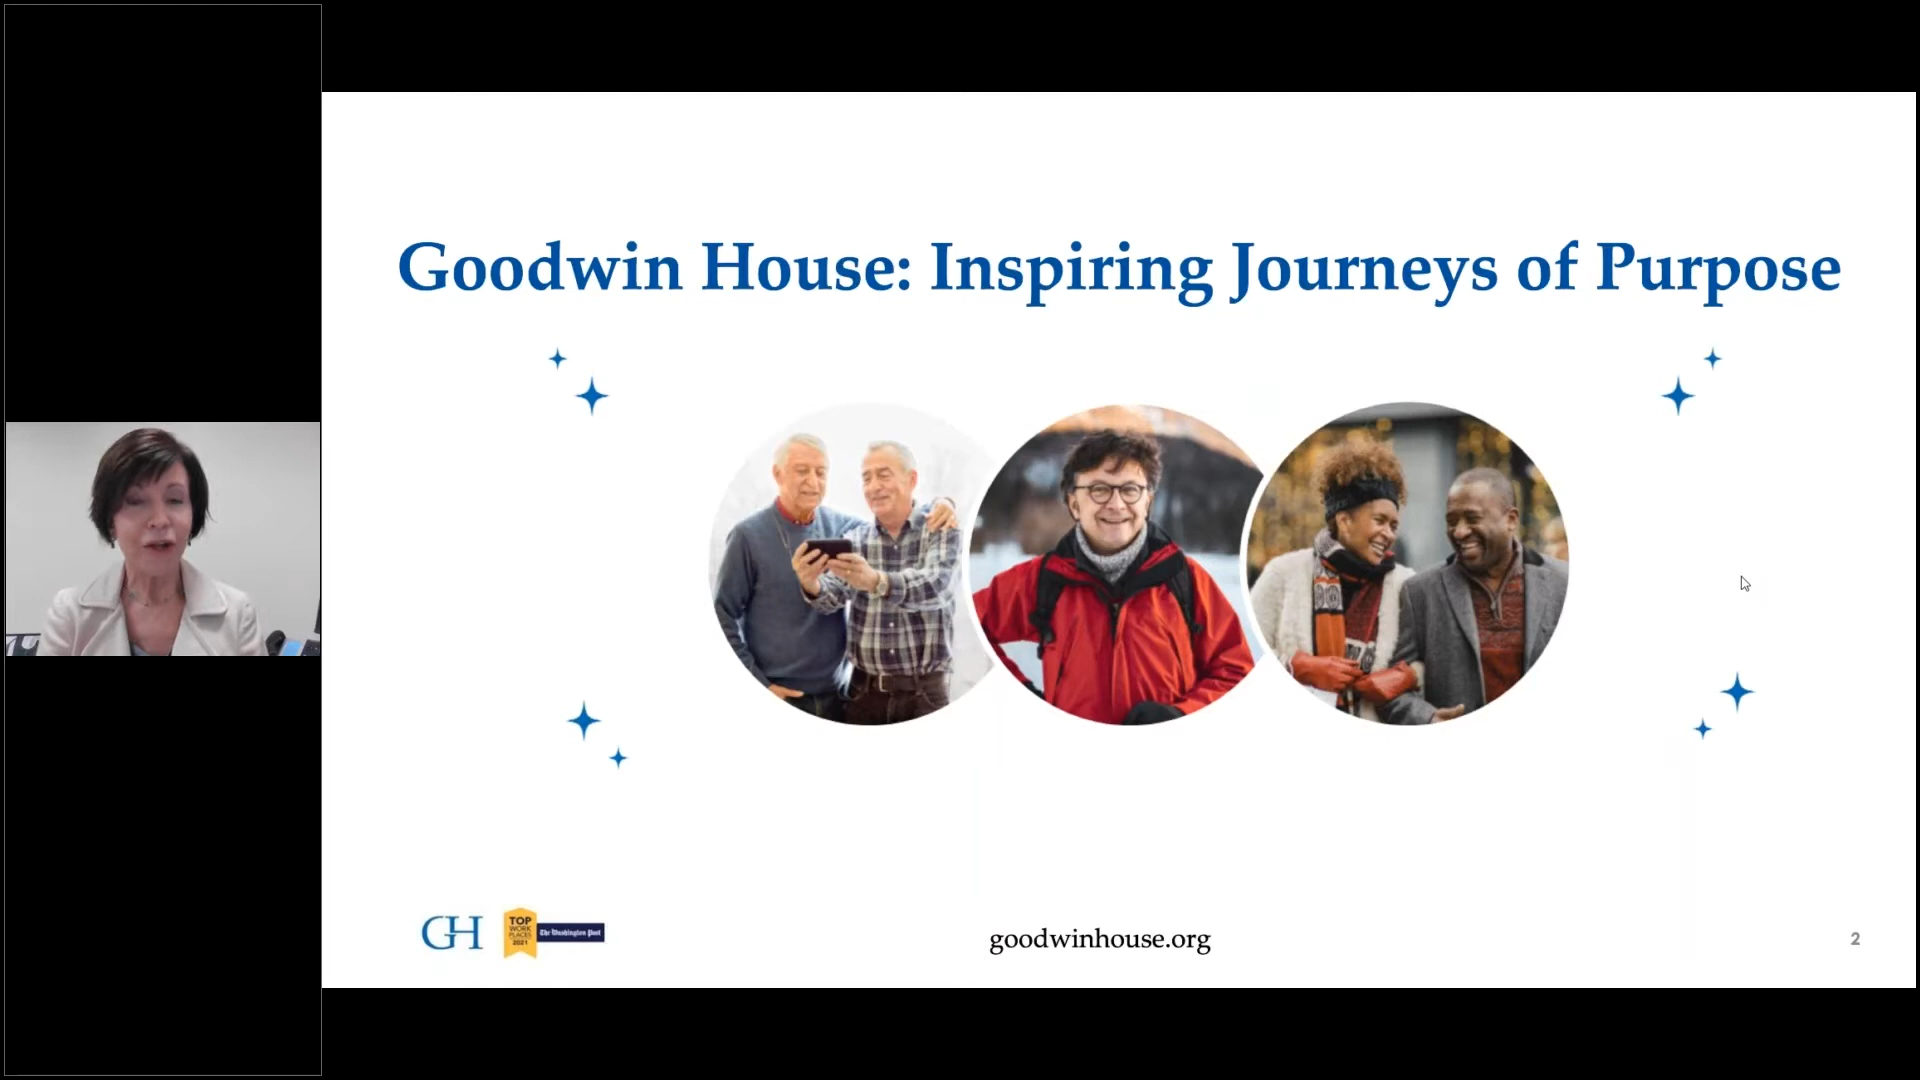 Goodwin House: Inspiring Journeys of Purpose
GH
TOP
WORK
PLACES
2021
The Washington Post
goodwinhouse.org
2